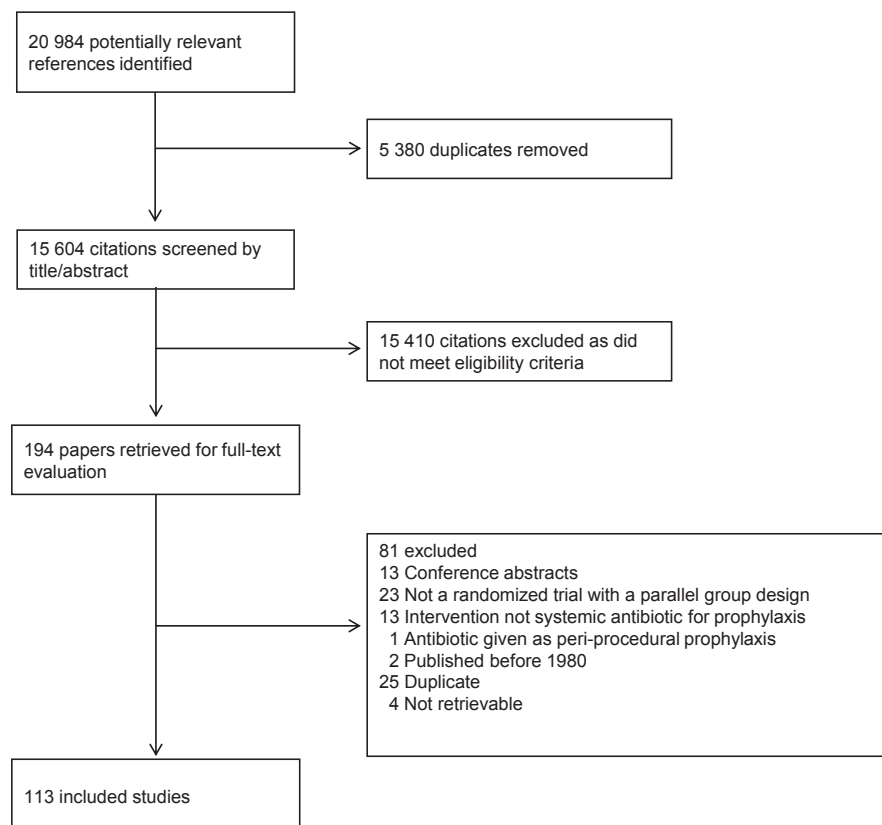 20 984 potentially relevant
references identified
5 380 duplicates removed
15 604 citations screened by
title/abstract
15 410 citations excluded as did
not meet eligibility criteria
194 papers retrieved for full-text
evaluation
81 excluded
13 Conference abstracts
23 Not a randomized trial with a parallel group design
13 Intervention not systemic antibiotic for prophylaxis
1 Antibiotic given as peri-procedural prophylaxis
2 Published before 1980
25 Duplicate
4 Not retrievable
113 included studies